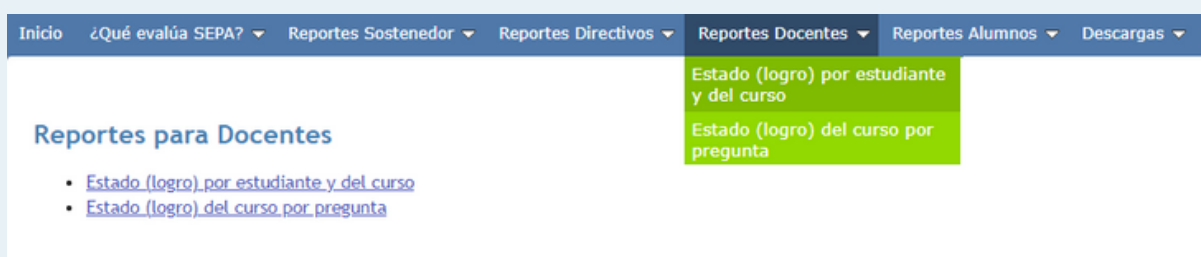 Inicio ¿Qué evalúa SEPA? Reportes Sostenedor Reportes Directivos Reportes Docentes Reportes Alumnos Descargas
Estado (logro) por estudiante
y del curso
Estado (logro) del curso por
pregunta
Reportes para Docentes
• Estado (logro) por estudiante y del curso
• Estado (logro) del curso por pregunta